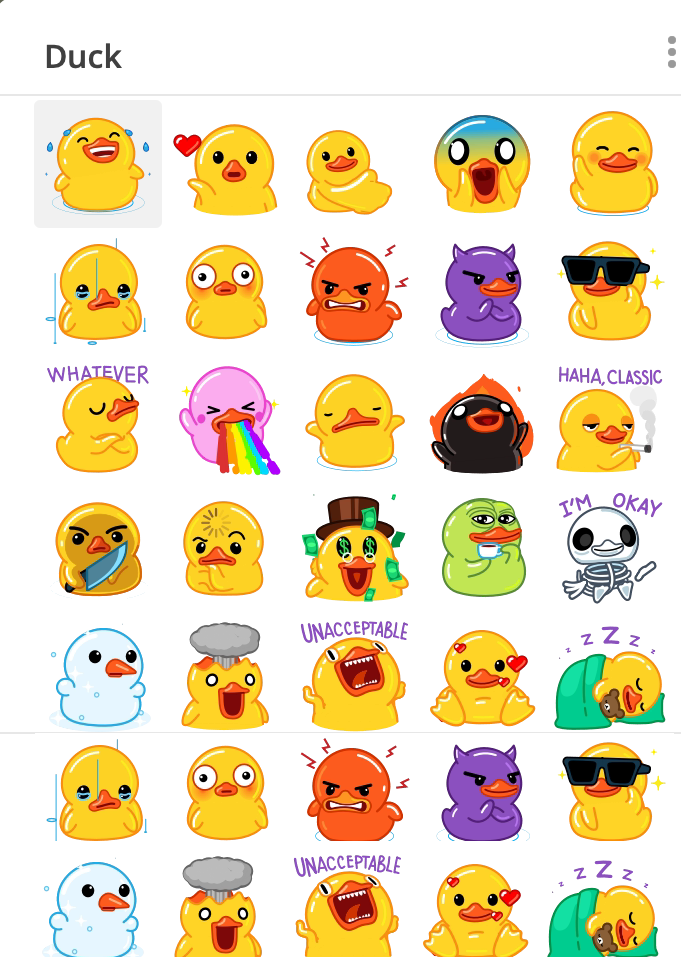 Duck
WHATEVER
HAHA, CLASSIC
I'M OKAY
UNACCEPTABLE
Z Z Z Z Z
UNACCEPTABLE
Z Z Z Z Z